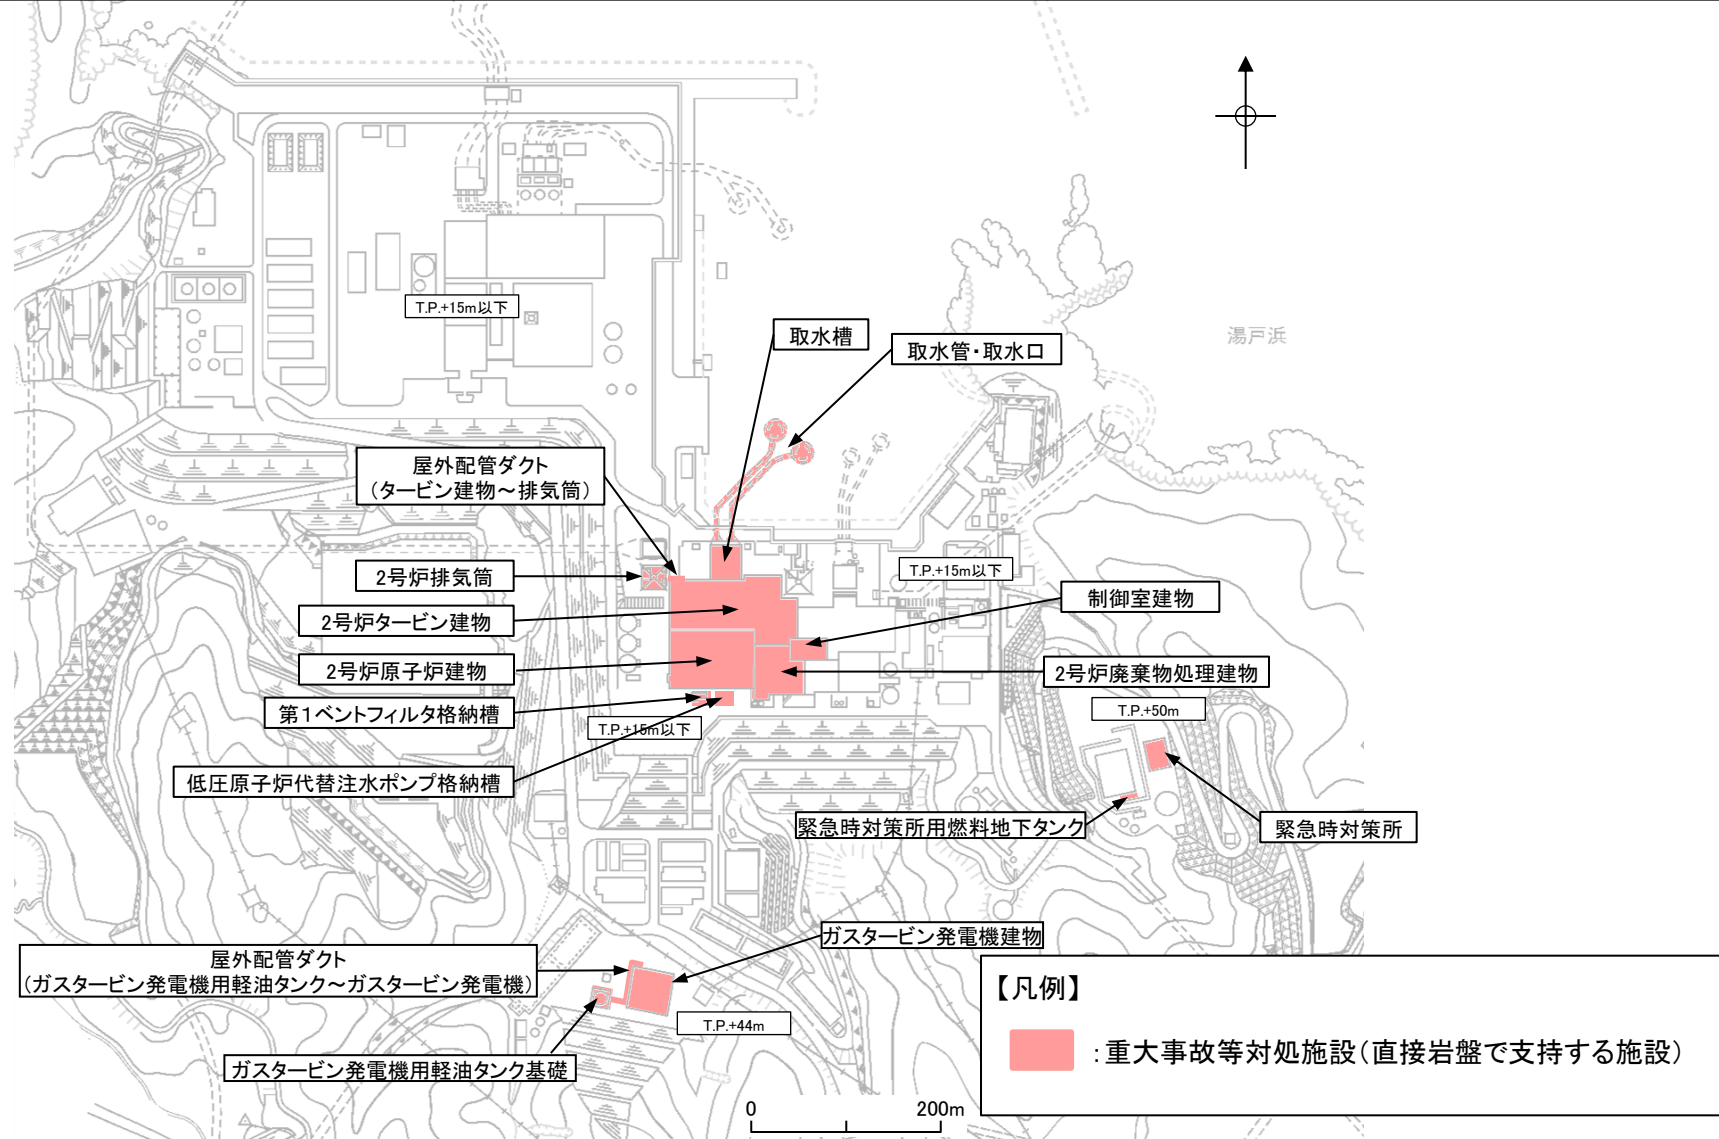 T.P.+15m以下
取水槽
取水管・取水口
湯戸浜
屋外配管ダクト
（タービン建物～排気筒）
2号炉排気筒
T.P.+15m以下
制御室建物
2号炉タービン建物
2号炉原子炉建物
2号炉廃棄物処理建物
第1ベントフィルタ格納槽
T.P.+15m以下
T.P.+50m
低圧原子炉代替注水ポンプ格納槽
緊急時対策所用燃料地下タンク
緊急時対策所
ガスタービン発電機建物
屋外配管ダクト
（ガスタービン発電機用軽油タンク～ガスタービン発電機）
T.P.+44m
ガスタービン発電機用軽油タンク基礎
【凡例】
：重大事故等対処施設（直接岩盤で支持する施設）
0 200m